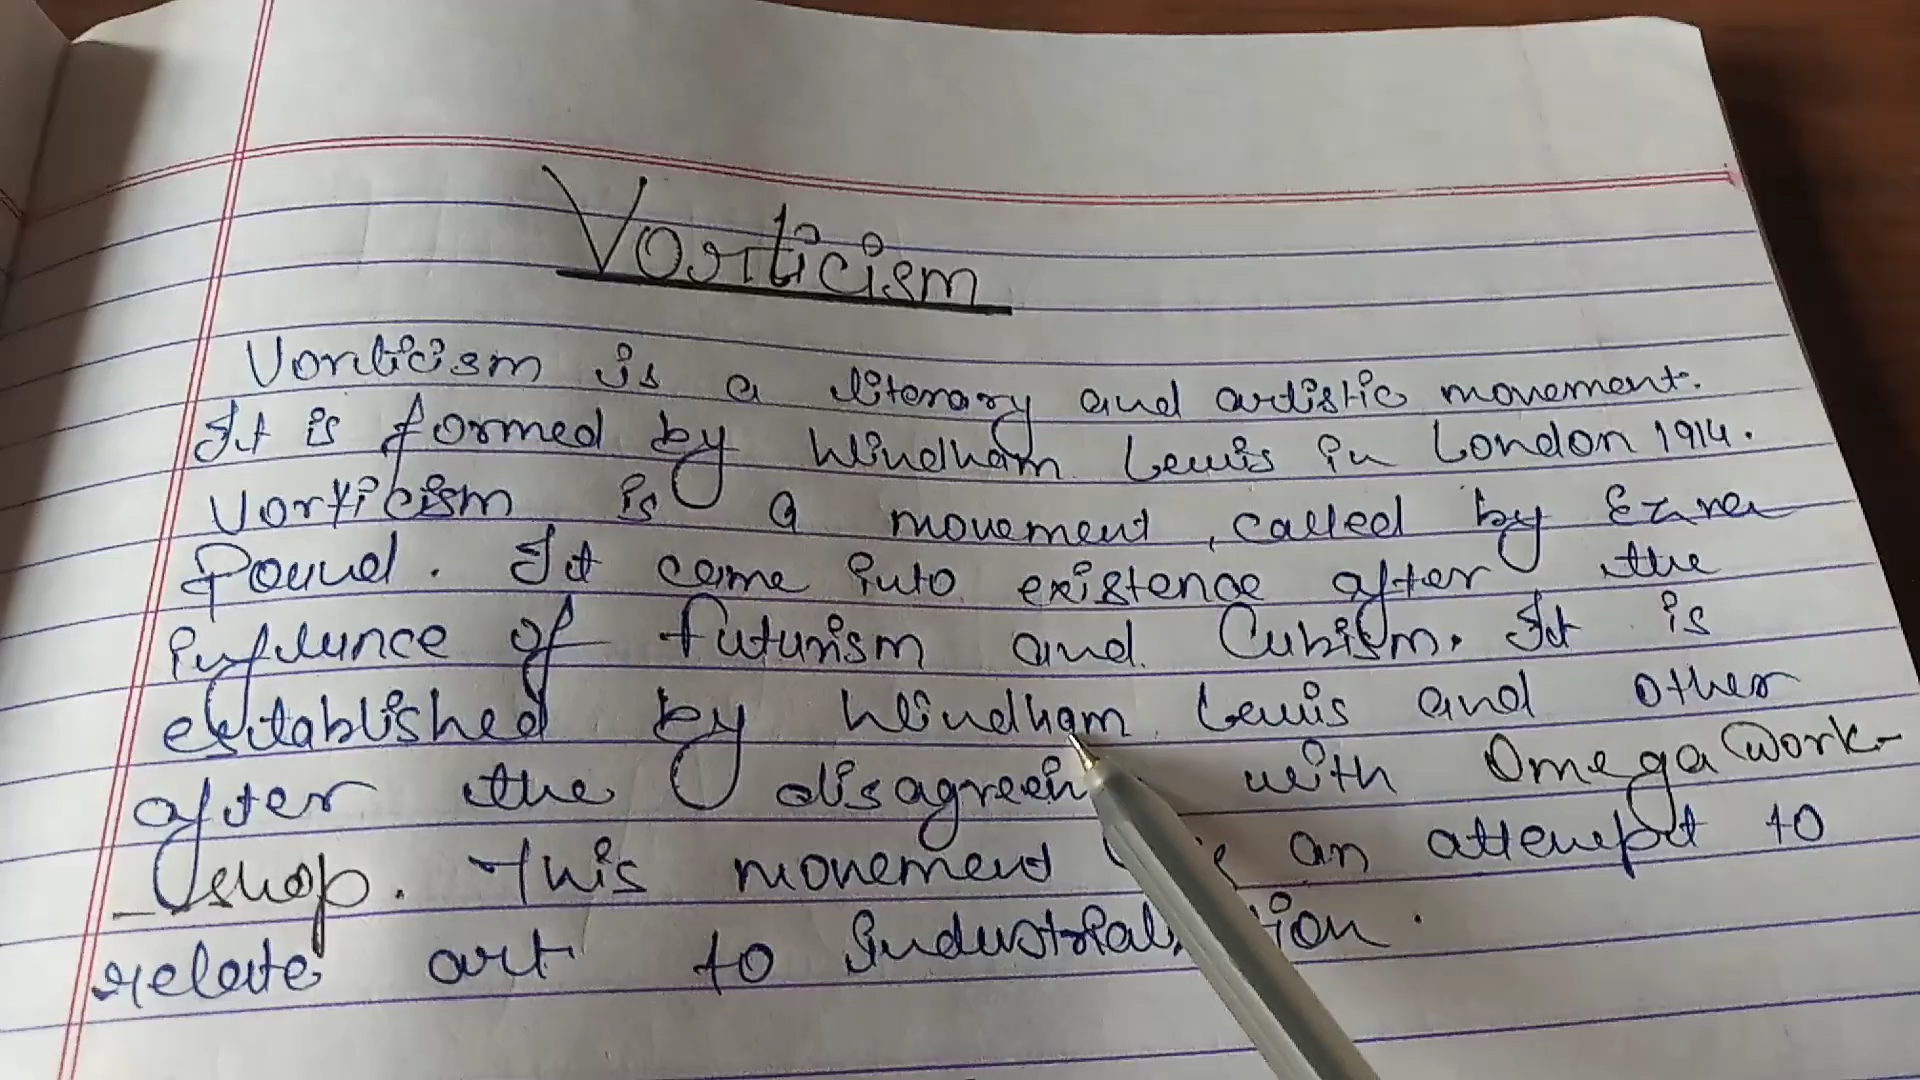 Vorticism
Vorticism is a literary and artistic movement.
It is formed by Windham Lewis in London 1914.
Vorticism is a movement, called by Ezra
Pound. It came into existence after the
influence of futurism and Cubism. It is
established by Windham Lewis and other
after the with Omega Work-
-shop. This movement an attempt to
relate art to